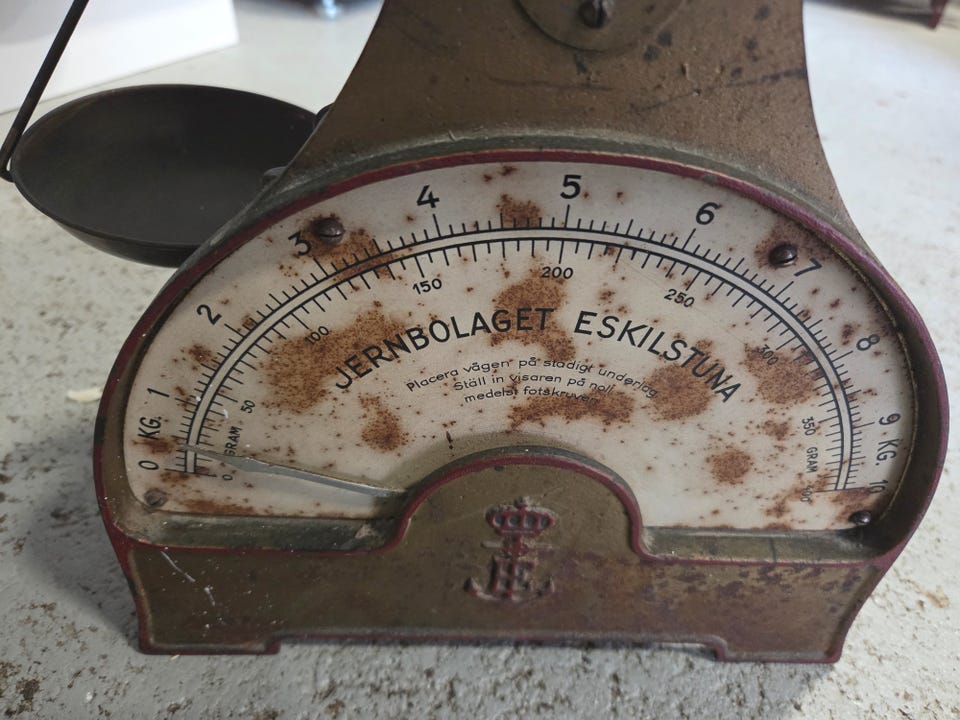 0 KG. 1 2 3 4 5 6 7 8 9 KG. 10
0 GRAM 50 100 150 200 250 300 350 GRAM 400
JERNBOLAGET ESKILSTUNA
Placera vågen på stadigt underlag.
Ställ in visaren på noll
medelst fotskruven